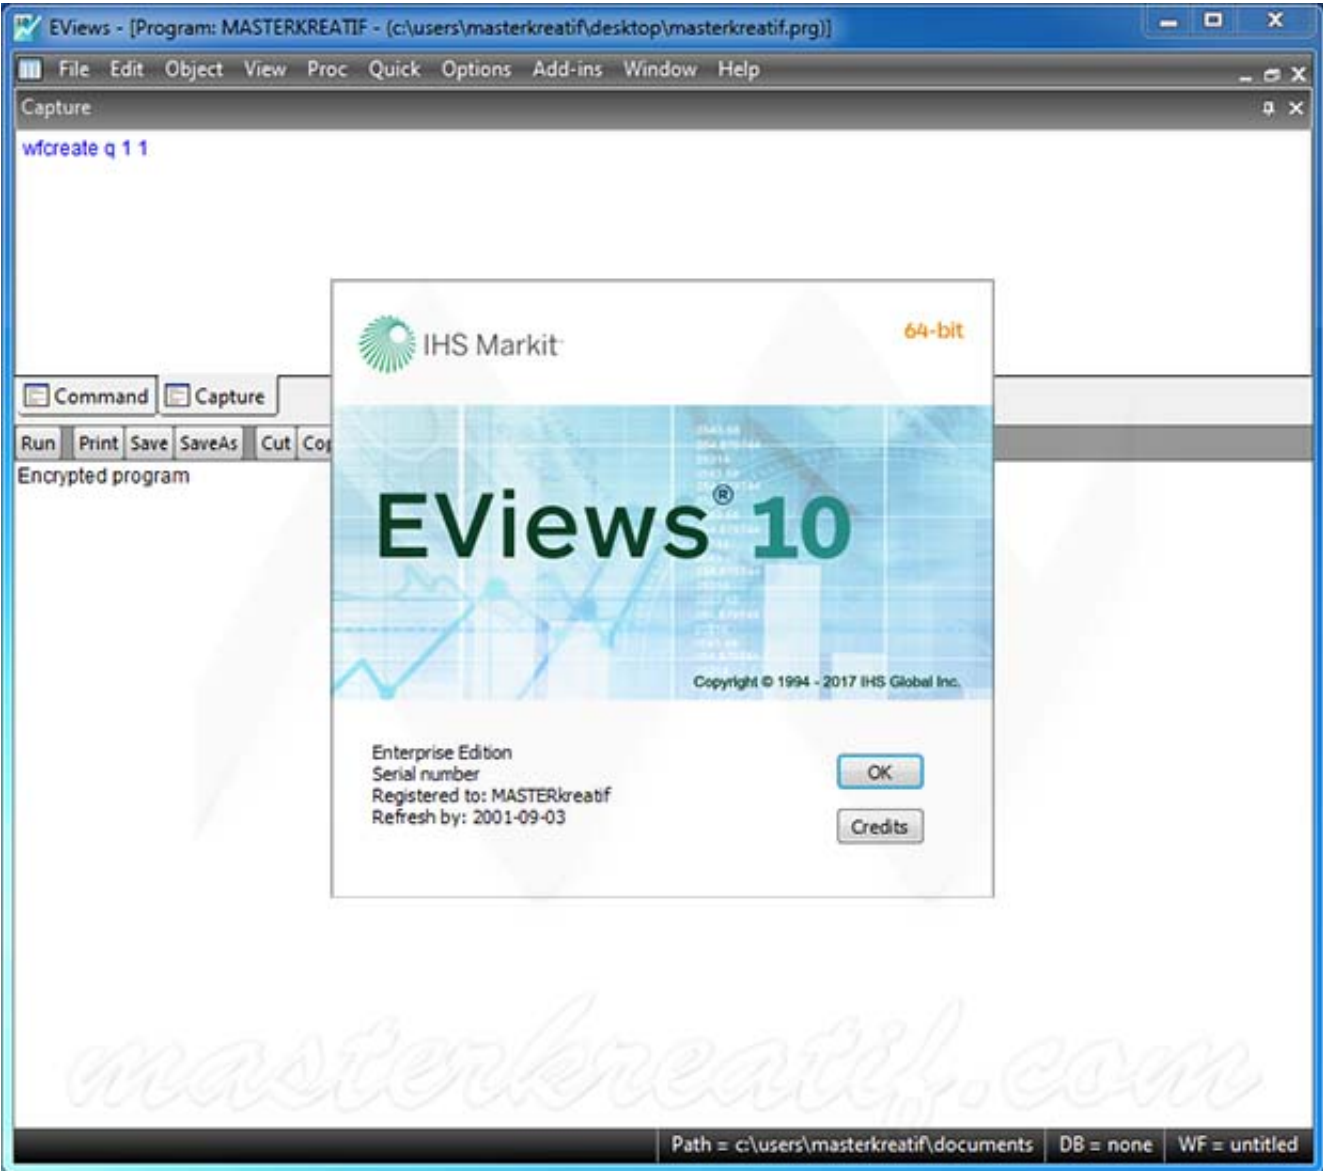 EViews - [Program: MASTERKREATIF - (c:\users\masterkreatif\desktop\masterkreatif.prg)]
File Edit Object View Proc Quick Options Add-ins Window Help
Capture
wfcreate q 1 1
IHS Markit
64-bit
Command Capture
Run Print Save SaveAs Cut
Encrypted program
EViews® 10
Copyright © 1994 - 2017 IHS Global Inc.
Enterprise Edition
Serial number
Registered to: MASTERkreatif
Refresh by: 2001-09-03
OK
Credits
masterkreatif.com
Path = c:\users\masterkreatif\documents DB = none WF = untitled